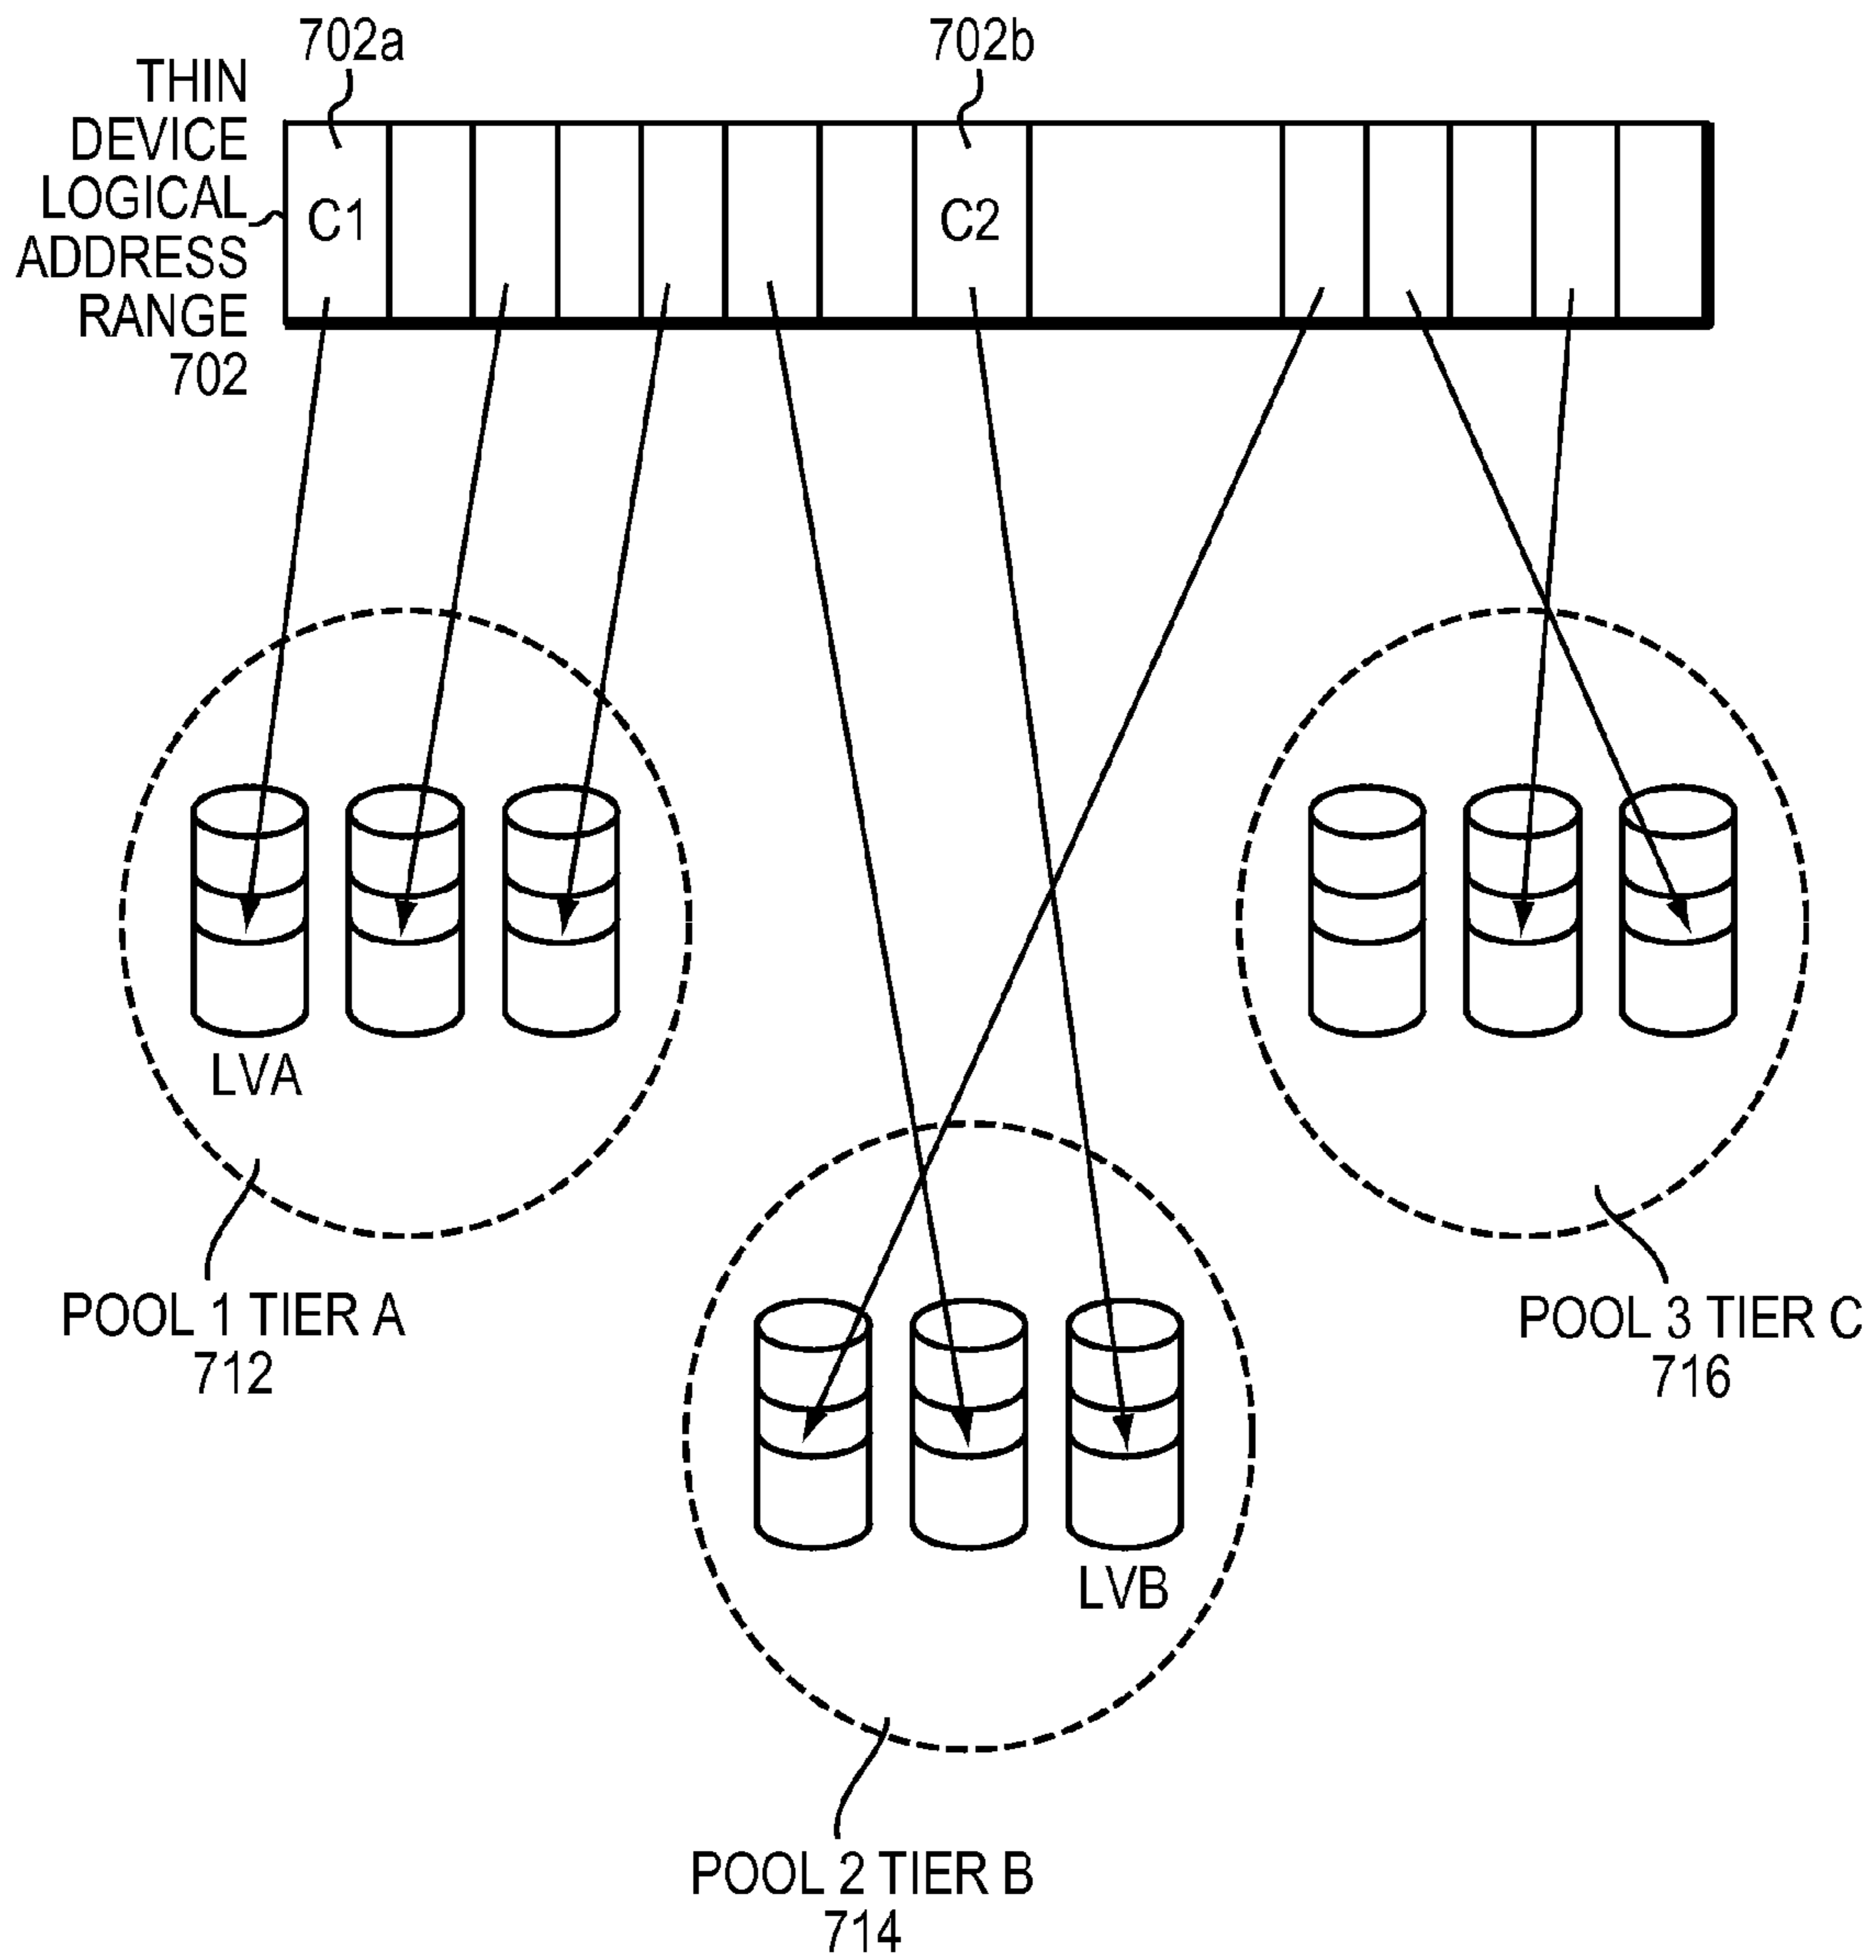 702a
702b
THIN
DEVICE
LOGICAL
ADDRESS
RANGE
702
C1
C2
LVA
POOL 1 TIER A
712
POOL 3 TIER C
716
LVB
POOL 2 TIER B
714